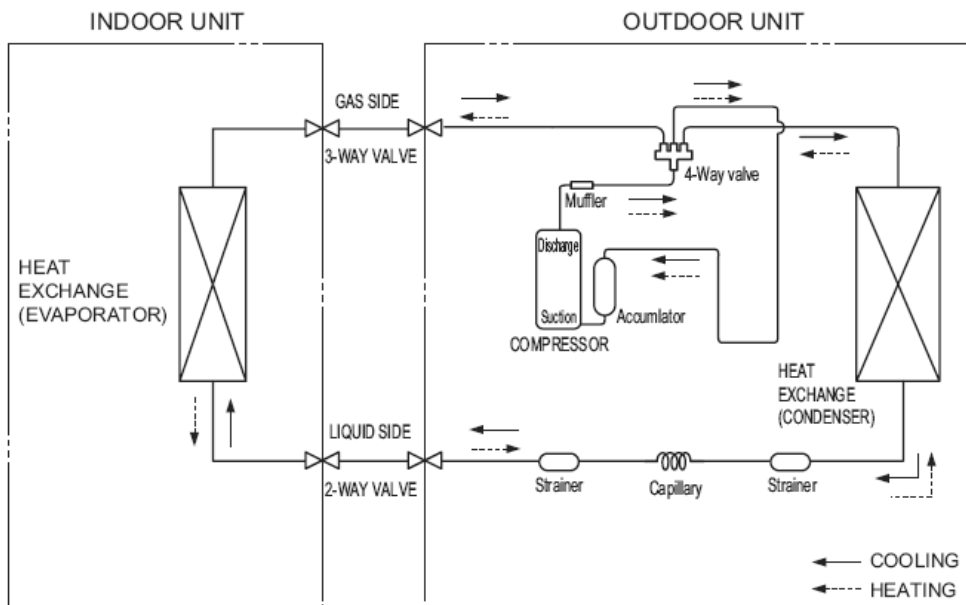 INDOOR UNIT
OUTDOOR UNIT
GAS SIDE
3-WAY VALVE
4-Way valve
Muffler
Discharge
HEAT
EXCHANGE
(EVAPORATOR)
Suction
Accumlator
COMPRESSOR
HEAT
EXCHANGE
(CONDENSER)
LIQUID SIDE
2-WAY VALVE
Strainer
Capillary
Strainer
COOLING
HEATING